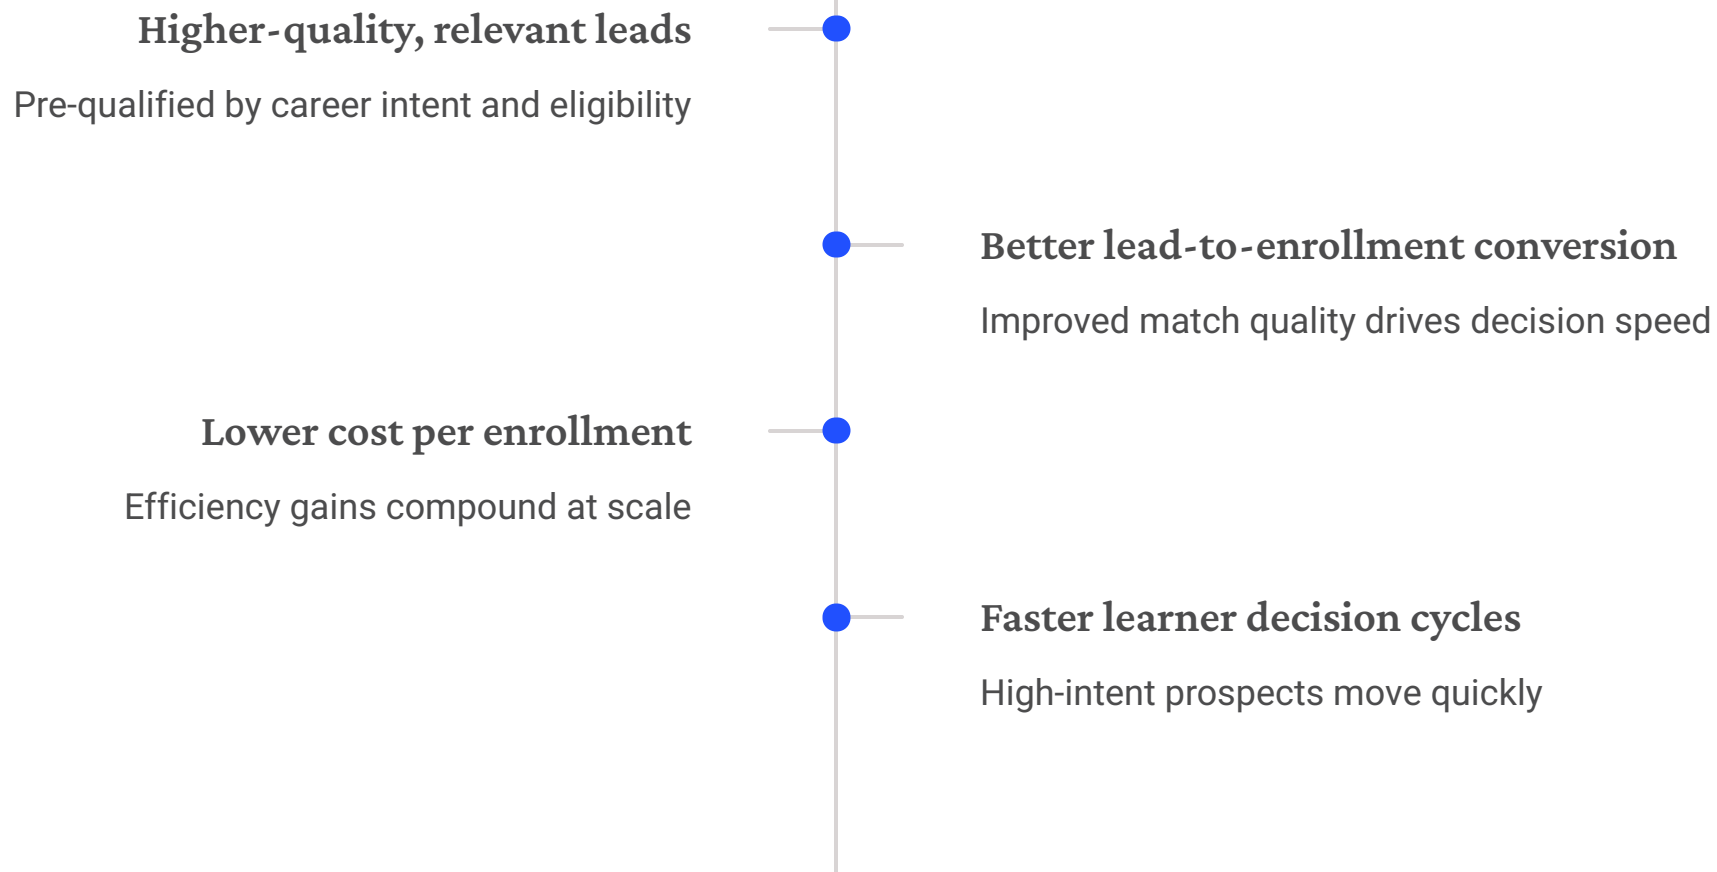 Higher-quality, relevant leads
Pre-qualified by career intent and eligibility
Better lead-to-enrollment conversion
Improved match quality drives decision speed
Lower cost per enrollment
Efficiency gains compound at scale
Faster learner decision cycles
High-intent prospects move quickly